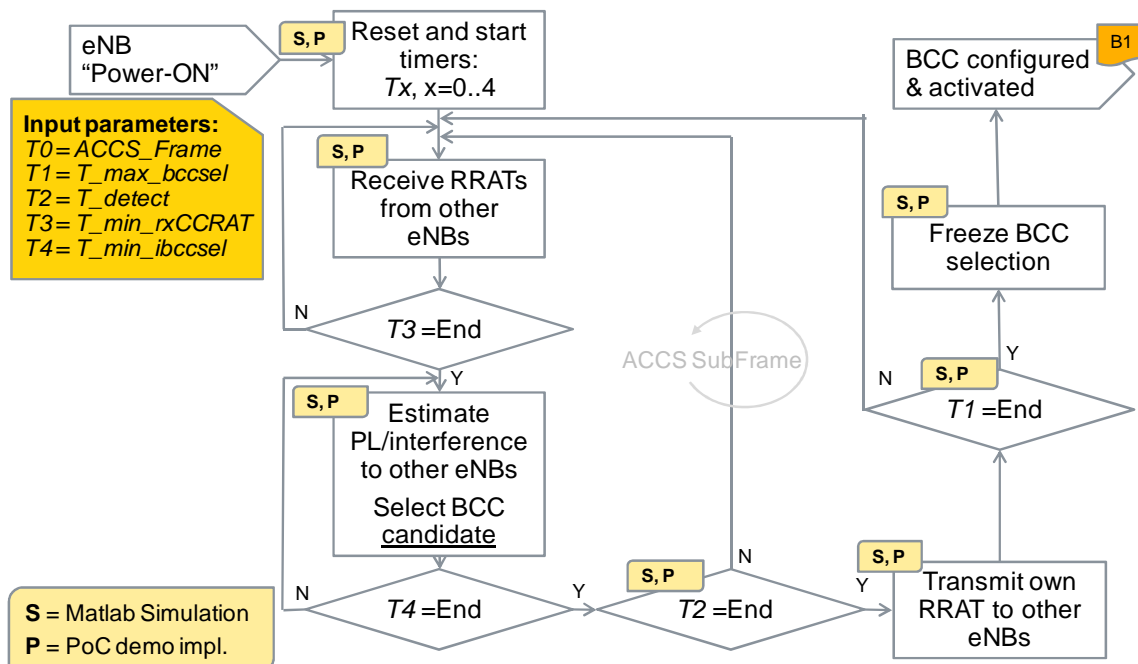 eNB
“Power-ON”
S, P
Reset and start
timers:
Tx, x=0..4
BCC configured
& activated
B1
Input parameters:
T0 = ACCS_Frame
T1 = T_max_bccsel
T2 = T_detect
T3 = T_min_rxCCRAT
T4 = T_min_ibccsel
S, P
Receive RRATs
from other
eNBs
S, P
Freeze BCC
selection
N
T3 =End
Y
ACCS SubFrame
Y
N
S, P
T1 =End
S, P
Estimate
PL/interference
to other eNBs
Select BCC
candidate
N
T4 =End
Y
S, P
N
T2 =End
Y
S, P
Transmit own
RRAT to other
eNBs
S = Matlab Simulation
P = PoC demo impl.